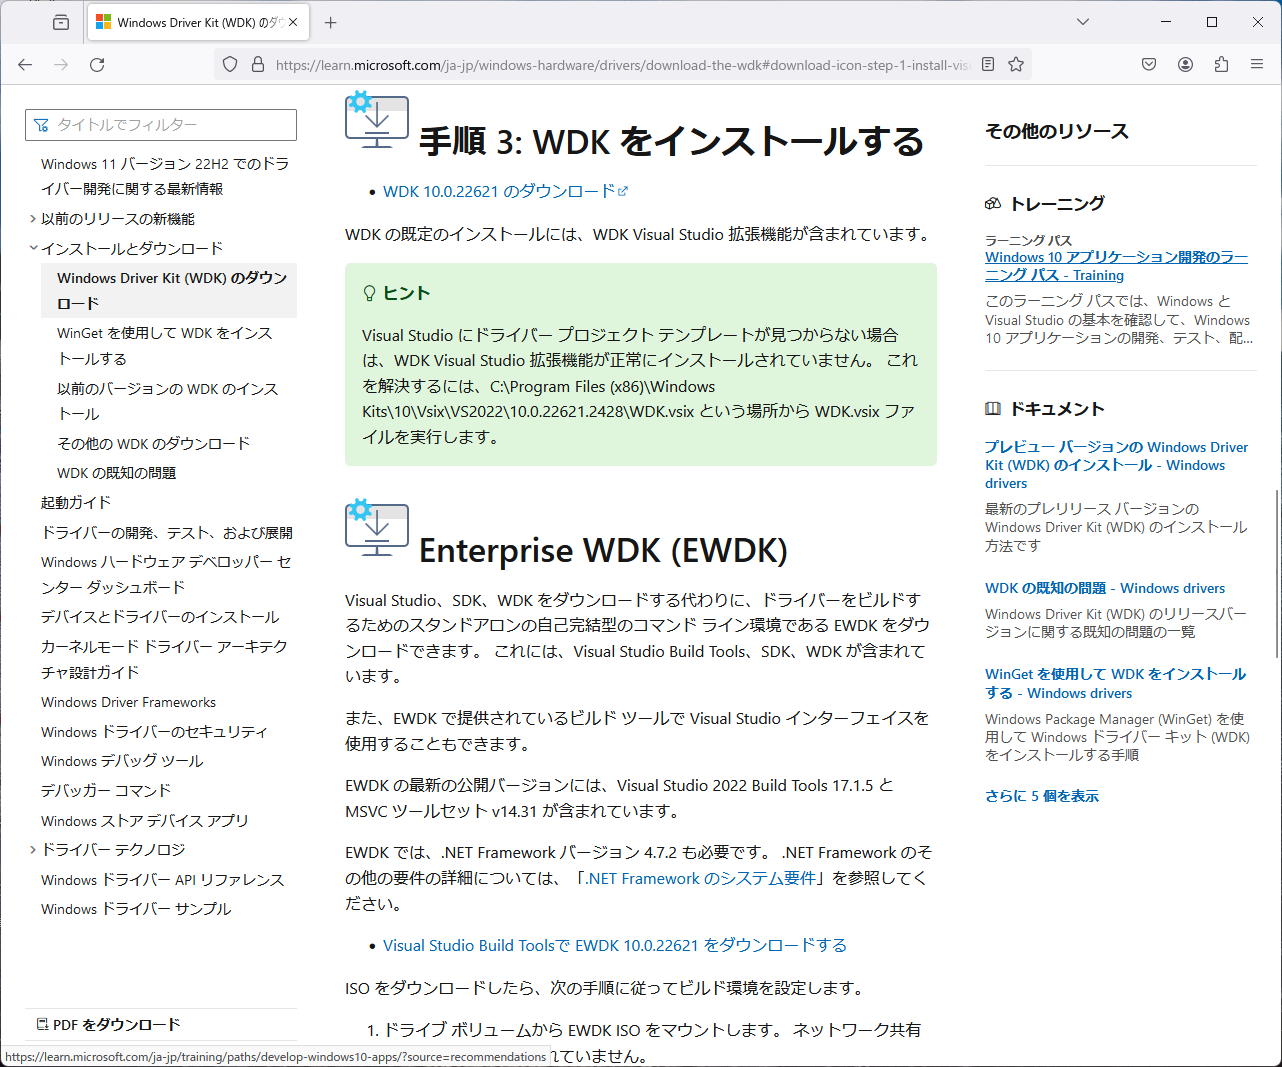 Windows Driver Kit (WDK) のダウ
https://learn.microsoft.com/ja-jp/windows-hardware/drivers/download-the-wdk#download-icon-step-1-install-visu
タイトルでフィルター
Windows 11 バージョン 22H2 でのドラ
イバー開発に関する最新情報
以前のリリースの新機能
インストールとダウンロード
Windows Driver Kit (WDK) のダウン
ロード
WinGet を使用して WDK をインス
トールする
以前のバージョンの WDK のインス
トール
その他の WDK のダウンロード
WDK の既知の問題
起動ガイド
ドライバーの開発、テスト、および展開
Windows ハードウェア デベロッパー セ
ンター ダッシュボード
デバイスとドライバーのインストール
カーネルモード ドライバー アーキテク
チャ設計ガイド
Windows Driver Frameworks
Windows ドライバーのセキュリティ
Windows デバッグ ツール
デバッガー コマンド
Windows ストア デバイス アプリ
ドライバー テクノロジ
Windows ドライバー API リファレンス
Windows ドライバー サンプル
PDF をダウンロード
https://learn.microsoft.com/ja-jp/training/paths/develop-windows10-apps/?source=recommendations
手順 3: WDK をインストールする
• WDK 10.0.22621 のダウンロード
WDK の既定のインストールには、WDK Visual Studio 拡張機能が含まれています。
ヒント
Visual Studio にドライバー プロジェクト テンプレートが見つからない場合
は、WDK Visual Studio 拡張機能が正常にインストールされていません。 これ
を解決するには、C:\Program Files (x86)\Windows
Kits\10\Vsix\VS2022\10.0.22621.2428\WDK.vsix という場所から WDK.vsix ファ
イルを実行します。
Enterprise WDK (EWDK)
Visual Studio、SDK、WDK をダウンロードする代わりに、ドライバーをビルドす
るためのスタンドアロンの自己完結型のコマンド ライン環境である EWDK をダウ
ンロードできます。 これには、Visual Studio Build Tools、SDK、WDK が含まれて
います。
また、EWDK で提供されているビルド ツールで Visual Studio インターフェイスを
使用することもできます。
EWDK の最新の公開バージョンには、Visual Studio 2022 Build Tools 17.1.5 と
MSVC ツールセット v14.31 が含まれています。
EWDK では、.NET Framework バージョン 4.7.2 も必要です。 .NET Framework のそ
の他の要件の詳細については、「.NET Framework のシステム要件」を参照してく
ださい。
• Visual Studio Build Toolsで EWDK 10.0.22621 をダウンロードする
ISO をダウンロードしたら、次の手順に従ってビルド環境を設定します。
1. ドライブ ボリュームから EWDK ISO をマウントします。 ネットワーク共有
れていません。
その他のリソース
トレーニング
ラーニング パス
Windows 10 アプリケーション開発のラー
ニング パス - Training
このラーニング パスでは、Windows と
Visual Studio の基本を確認して、Windows
10 アプリケーションの開発、テスト、配...
ドキュメント
プレビュー バージョンの Windows Driver
Kit (WDK) のインストール - Windows
drivers
最新のプレリリース バージョンの
Windows Driver Kit (WDK) のインストール
方法です
WDK の既知の問題 - Windows drivers
Windows Driver Kit (WDK) のリリースバー
ジョンに関する既知の問題の一覧
WinGet を使用して WDK をインストール
する - Windows drivers
Windows Package Manager (WinGet) を使
用して Windows ドライバー キット (WDK)
をインストールする手順
さらに 5 個を表示